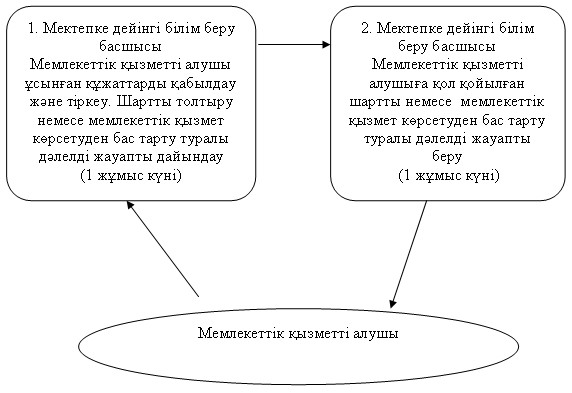 1. Мектепке дейінгі білім беру
басшысы
Мемлекеттік қызметті алушы
ұсынған құжаттарды қабылдау
және тіркеу. Шартты толтыру
немесе мемлекеттік қызмет
көрсетуден бас тарту туралы
дәлелді жауапты дайындау
(1 жұмыс күні)
2. Мектепке дейінгі білім
беру басшысы
Мемлекеттік қызметті
алушыға қол қойылған
шартты немесе мемлекеттік
қызмет көрсетуден бас тарту
туралы дәлелді жауапты
беру
(1 жұмыс күні)
Мемлекеттік қызметті алушы